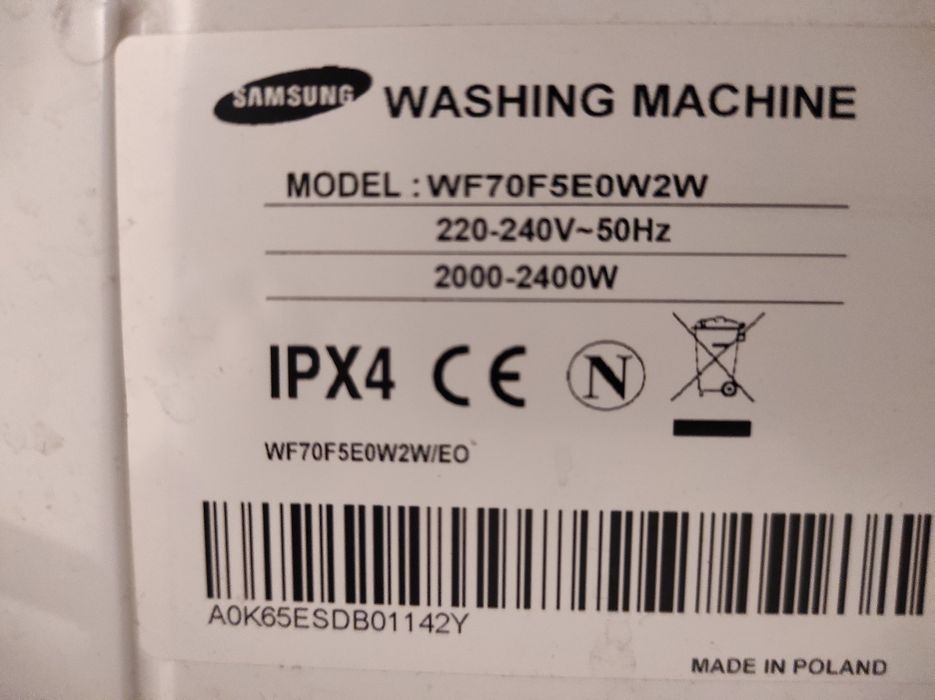 SAMSUNG WASHING MACHINE
MODEL : WF70F5E0W2W
220-240V~50Hz
2000-2400W
IPX4 CE N
WF70F5E0W2W/EO
A0K65ESDB01142Y
MADE IN POLAND